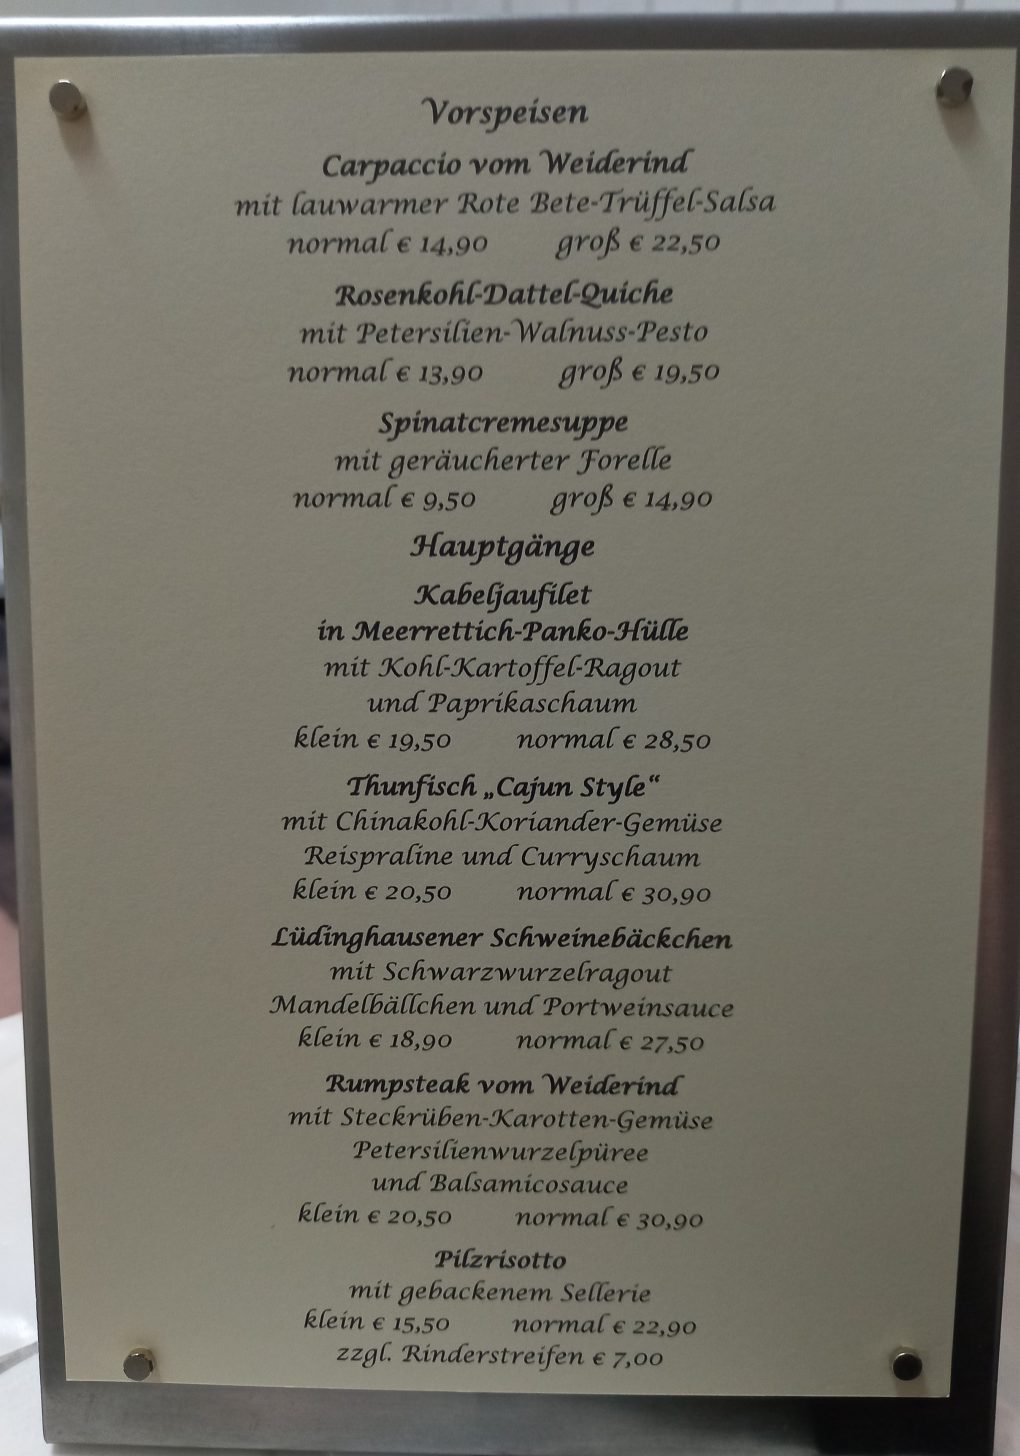 Vorspeisen
Carpaccio vom Weiderind
mit lauwarmer Rote Bete-Trüffel-Salsa
normal € 14,90 groß € 22,50
Rosenkohl-Dattel-Quiche
mit Petersilien-Walnuss-Pesto
normal € 13,90 groß € 19,50
Spinatcremesuppe
mit geräucherter Forelle
normal € 9,50 groß € 14,90
Hauptgänge
Kabeljaufilet
in Meerrettich-Panko-Hülle
mit Kohl-Kartoffel-Ragout
und Paprikaschaum
klein € 19,50 normal € 28,50
Thunfisch „Cajun Style“
mit Chinakohl-Koriander-Gemüse
Reispraline und Curryschaum
klein € 20,50 normal € 30,90
Lüdinghausener Schweinebäckchen
mit Schwarzwurzelragout
Mandelbällchen und Portweinsauce
klein € 18,90 normal € 27,50
Rumpsteak vom Weiderind
mit Steckrüben-Karotten-Gemüse
Petersilienwurzelpüree
und Balsamicosauce
klein € 20,50 normal € 30,90
Pilzrisotto
mit gebackenem Sellerie
klein € 15,50 normal € 22,90
zzgl. Rinderstreifen € 7,00